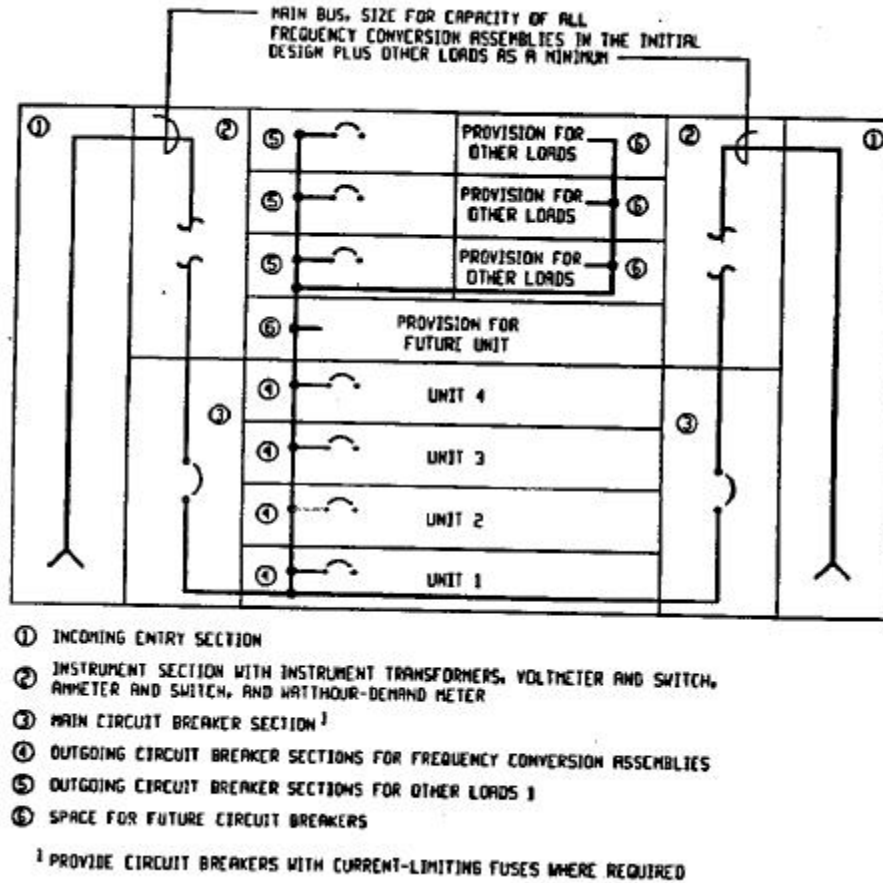 MAIN BUS, SIZE FOR CAPACITY OF ALL
FREQUENCY CONVERSION ASSEMBLIES IN THE INITIAL
DESIGN PLUS OTHER LOADS AS A MINIMUM
① ② ⑤ PROVISION FOR ⑥ ② ①
OTHER LOADS
⑤ PROVISION FOR ⑥
OTHER LOADS
⑤ PROVISION FOR ⑥
OTHER LOADS
⑥ PROVISION FOR
FUTURE UNIT
③ ④ UNIT 4 ③
④ UNIT 3
④ UNIT 2
④ UNIT 1
① INCOMING ENTRY SECTION
② INSTRUMENT SECTION WITH INSTRUMENT TRANSFORMERS, VOLTMETER AND SWITCH,
AMMETER AND SWITCH, AND WATTHOUR-DEMAND METER
③ MAIN CIRCUIT BREAKER SECTION 1
④ OUTGOING CIRCUIT BREAKER SECTIONS FOR FREQUENCY CONVERSION ASSEMBLIES
⑤ OUTGOING CIRCUIT BREAKER SECTIONS FOR OTHER LOADS 1
⑥ SPACE FOR FUTURE CIRCUIT BREAKERS
1 PROVIDE CIRCUIT BREAKERS WITH CURRENT-LIMITING FUSES WHERE REQUIRED